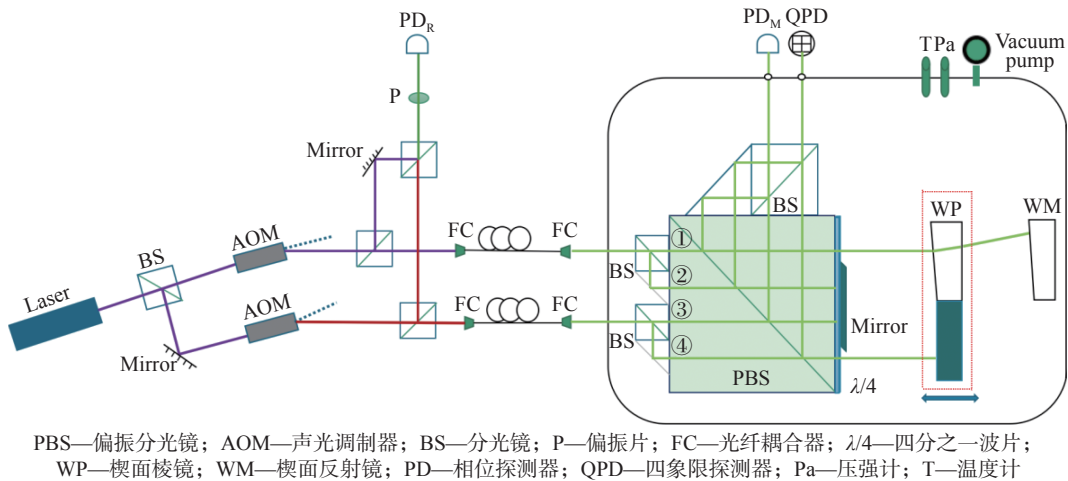 PD_R
PD_M QPD
T Pa
Vacuum
pump
P
Mirror
BS
WP
WM
AOM
FC
FC
BS
①
BS
②
Laser
AOM
FC
FC
③
Mirror
BS
④
Mirror
PBS
λ/4
PBS—偏振分光镜；AOM—声光调制器；BS—分光镜；P—偏振片；FC—光纤耦合器；λ/4—四分之一波片；
WP—楔面棱镜；WM—楔面反射镜；PD—相位探测器；QPD—四象限探测器；Pa—压强计；T—温度计